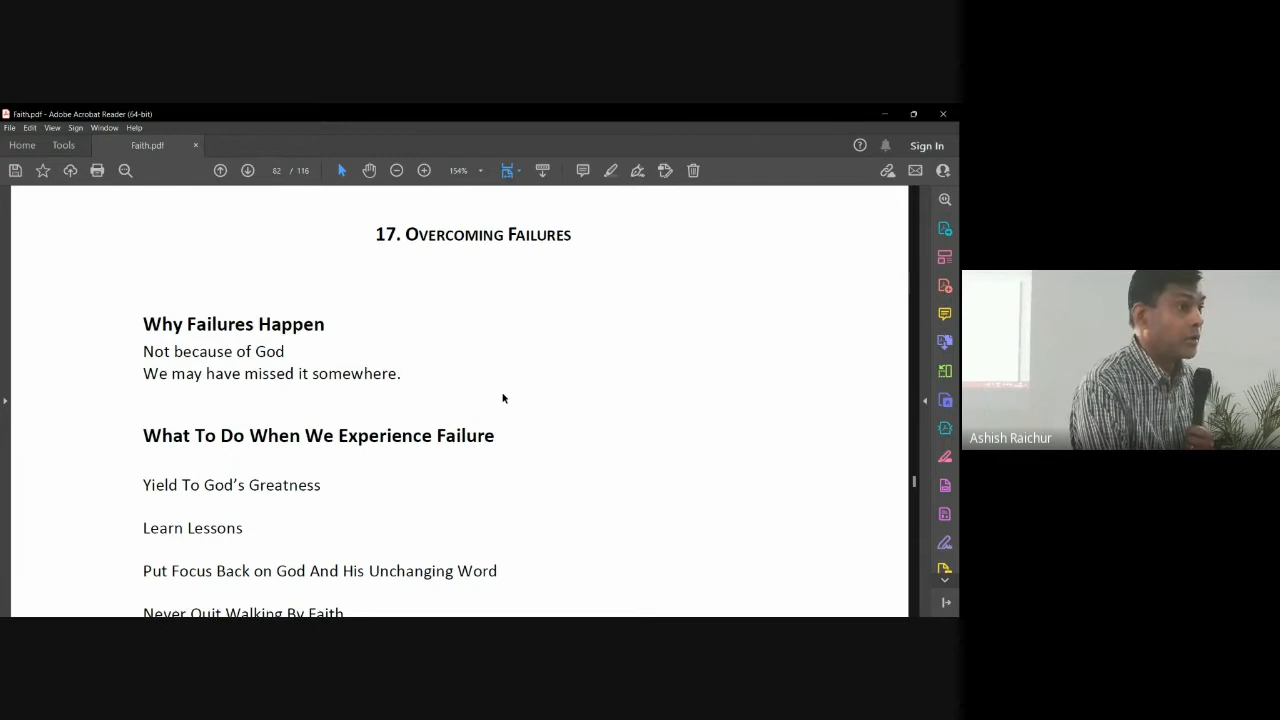 Faith.pdf - Adobe Acrobat Reader (64-bit)
File Edit View Sign Window Help
Home Tools Faith.pdf × Sign In
82 / 116 154%
17. OVERCOMING FAILURES
Why Failures Happen
Not because of God
We may have missed it somewhere.
What To Do When We Experience Failure
Yield To God's Greatness
Learn Lessons
Put Focus Back on God And His Unchanging Word
Never Quit Walking By Faith
Ashish Raichur